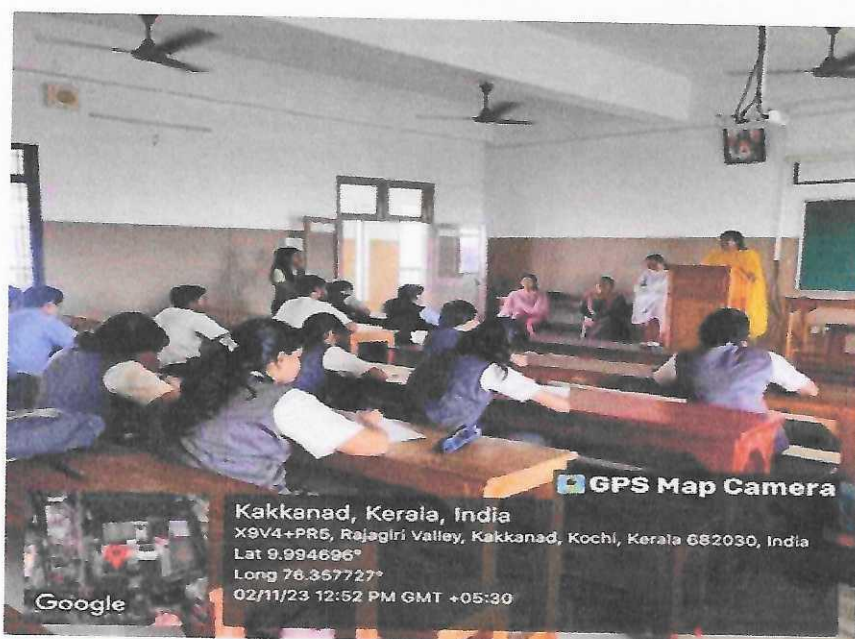 GPS Map Camera
Kakkanad, Kerala, India
X9V4+PR5, Rajagiri Valley, Kakkanad, Kochi, Kerala 682030, India
Lat 9.994696°
Long 76.357727°
02/11/23 12:52 PM GMT +05:30
Google